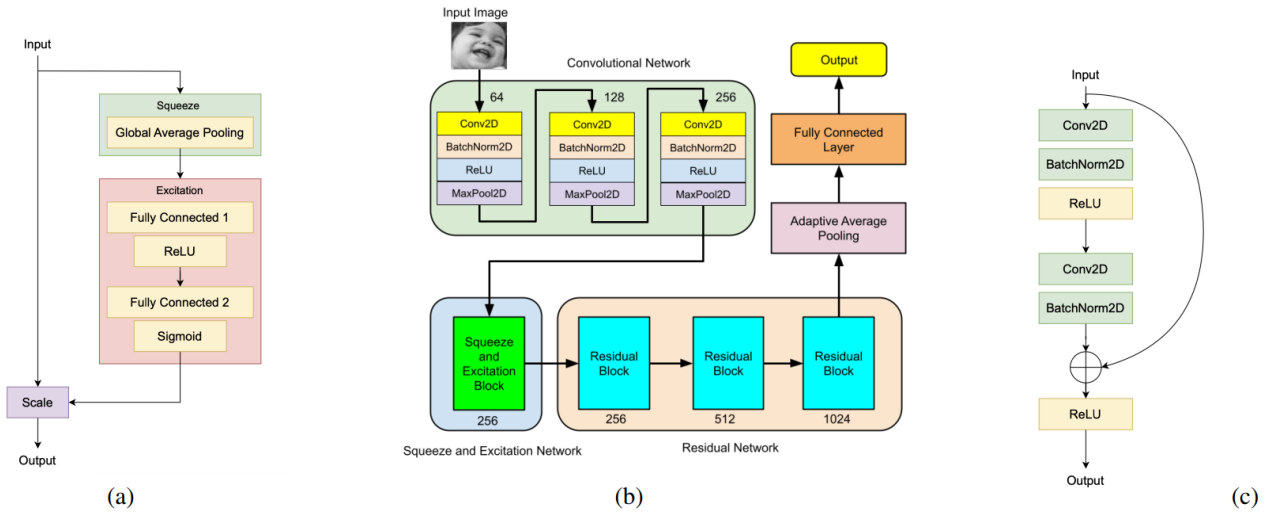 Input
Squeeze
Global Average Pooling
Excitation
Fully Connected 1
ReLU
Fully Connected 2
Sigmoid
Scale
Output
(a)
Input Image
Convolutional Network
64
Conv2D
BatchNorm2D
ReLU
MaxPool2D
128
Conv2D
BatchNorm2D
ReLU
MaxPool2D
256
Conv2D
BatchNorm2D
ReLU
MaxPool2D
Squeeze
and
Excitation
Block
256
Squeeze and Excitation Network
Residual
Block
256
Residual
Block
512
Residual
Block
1024
Residual Network
Adaptive Average
Pooling
Fully Connected
Layer
Output
(b)
Input
Conv2D
BatchNorm2D
ReLU
Conv2D
BatchNorm2D
ReLU
Output
(c)